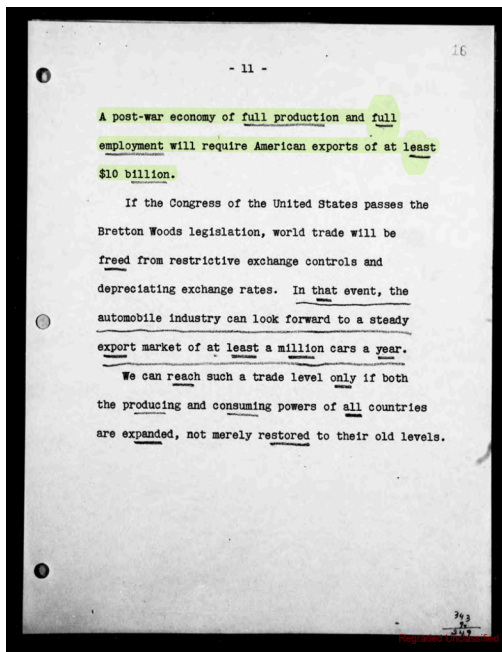 16
- 11 -
A post-war economy of full production and full
employment will require American exports of at least
$10 billion.
If the Congress of the United States passes the
Bretton Woods legislation, world trade will be
freed from restrictive exchange controls and
depreciating exchange rates. In that event, the
automobile industry can look forward to a steady
export market of at least a million cars a year.
We can reach such a trade level only if both
the producing and consuming powers of all countries
are expanded, not merely restored to their old levels.
343
349
Regraded Unclassified